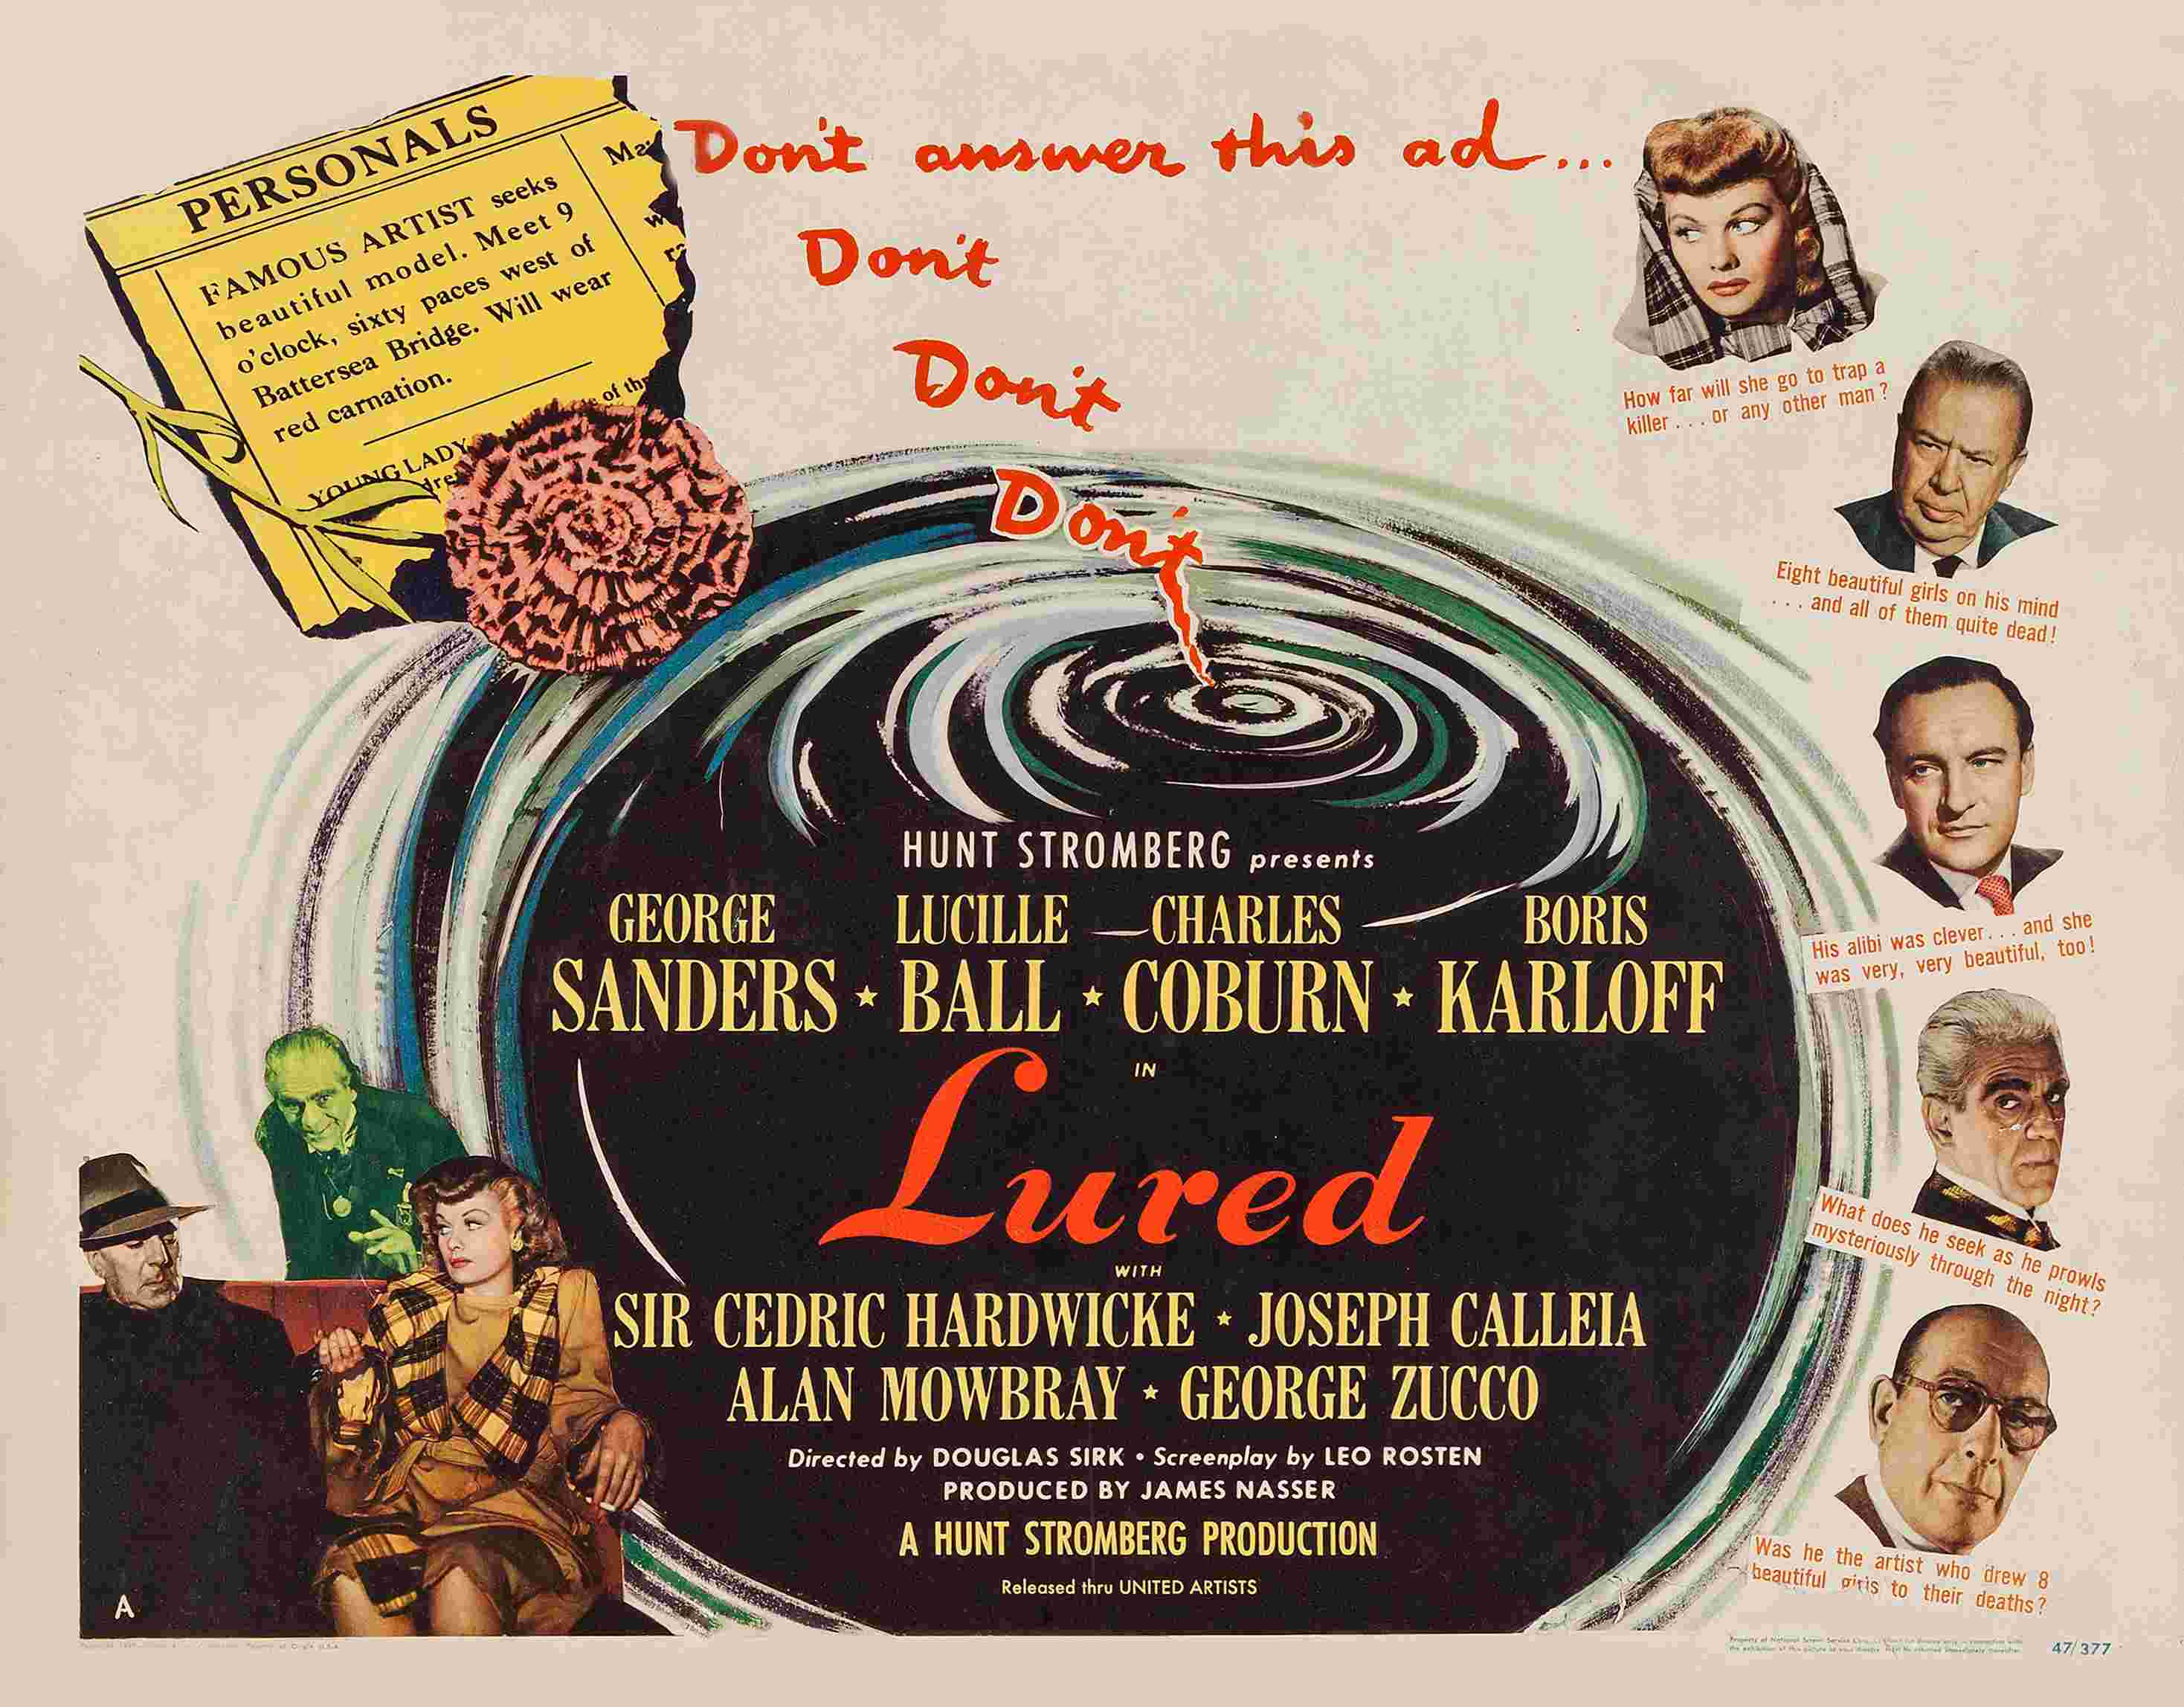 PERSONALS
FAMOUS ARTIST seeks
beautiful model. Meet 9
o'clock, sixty paces west of
Battersea Bridge. Will wear
red carnation.
YOUNG LADY
of the
Don't answer this ad...
Don't
Don't
Don't
How far will she go to trap a
killer . . . or any other man?
Eight beautiful girls on his mind
. . . and all of them quite dead!
His alibi was clever. . . and she
was very, very beautiful, too!
What does he seek as he prowls
mysteriously through the night?
Was he the artist who drew 8
beautiful girls to their deaths?
HUNT STROMBERG presents
GEORGE SANDERS ★ LUCILLE BALL ★ CHARLES COBURN ★ BORIS KARLOFF
IN
Lured
WITH
SIR CEDRIC HARDWICKE ★ JOSEPH CALLEIA
ALAN MOWBRAY ★ GEORGE ZUCCO
Directed by DOUGLAS SIRK • Screenplay by LEO ROSTEN
PRODUCED BY JAMES NASSER
A HUNT STROMBERG PRODUCTION
Released thru UNITED ARTISTS
A
47/377